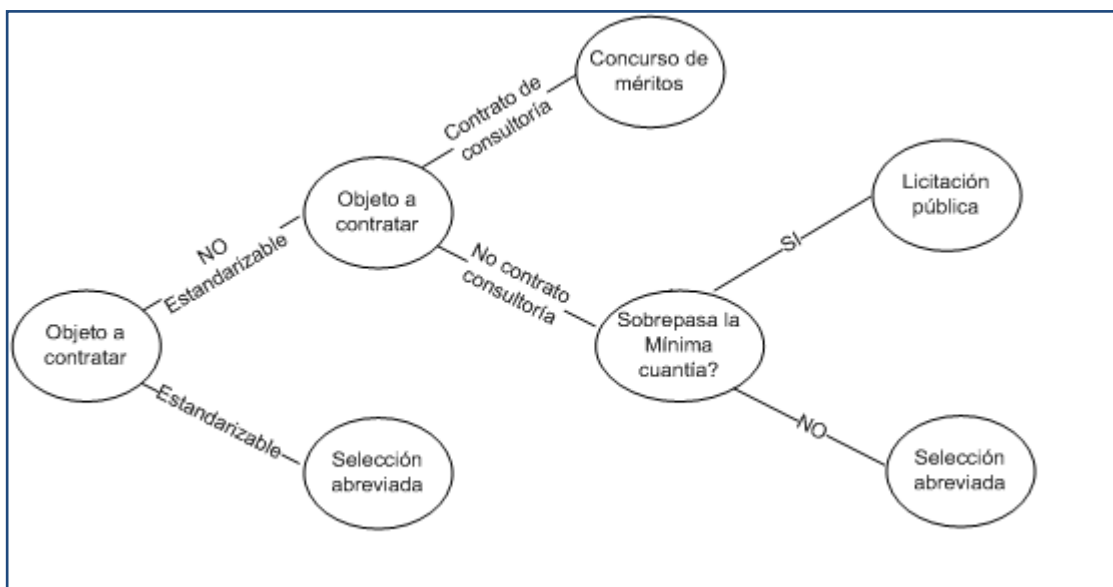 Concurso de
méritos
Contrato de
consultoría
Licitación
pública
Objeto a
contratar
NO
Estandarizable
No contrato
consultoría
SI
Objeto a
contratar
Sobrepasa la
Mínima
cuantía?
Estandarizable
NO
Selección
abreviada
Selección
abreviada